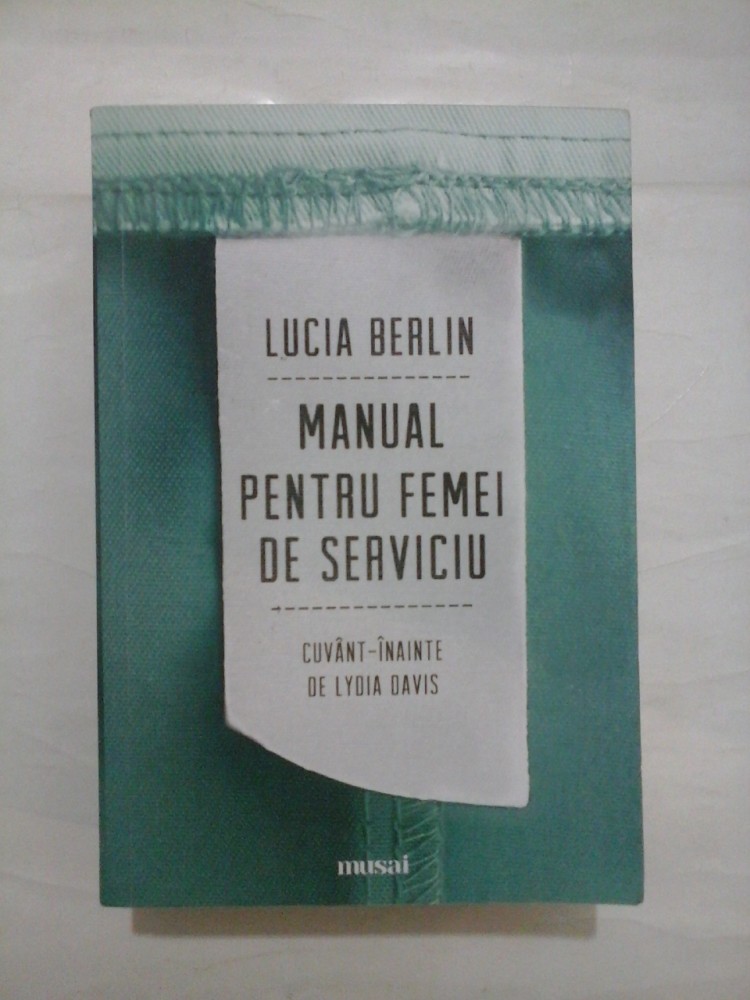 LUCIA BERLIN
MANUAL
PENTRU FEMEI
DE SERVICIU
CUVÂNT-ÎNAINTE
DE LYDIA DAVIS
musai